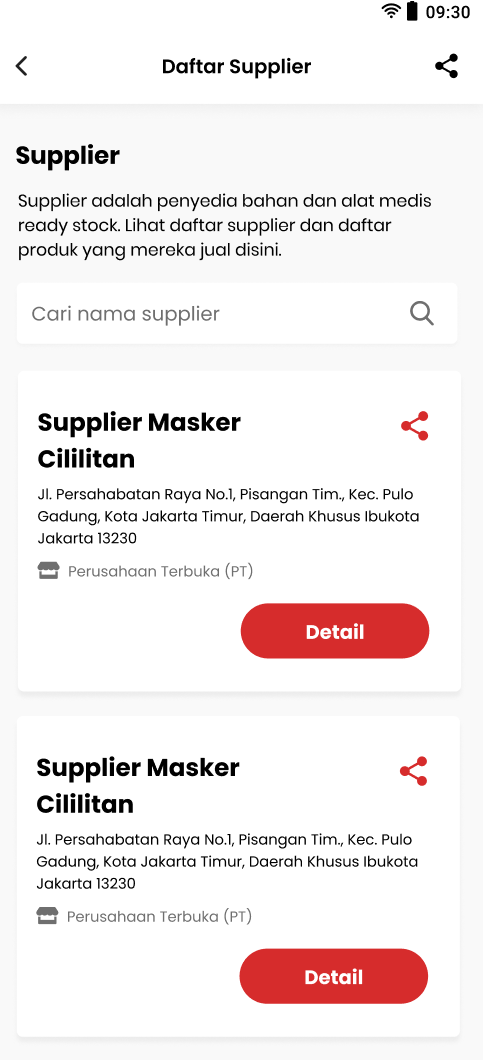 09:30
Daftar Supplier
Supplier
Supplier adalah penyedia bahan dan alat medis
ready stock. Lihat daftar supplier dan daftar
produk yang mereka jual disini.
Cari nama supplier
Supplier Masker
Cililitan
Jl. Persahabatan Raya No.1, Pisangan Tim., Kec. Pulo
Gadung, Kota Jakarta Timur, Daerah Khusus Ibukota
Jakarta 13230
Perusahaan Terbuka (PT)
Detail
Supplier Masker
Cililitan
Jl. Persahabatan Raya No.1, Pisangan Tim., Kec. Pulo
Gadung, Kota Jakarta Timur, Daerah Khusus Ibukota
Jakarta 13230
Perusahaan Terbuka (PT)
Detail